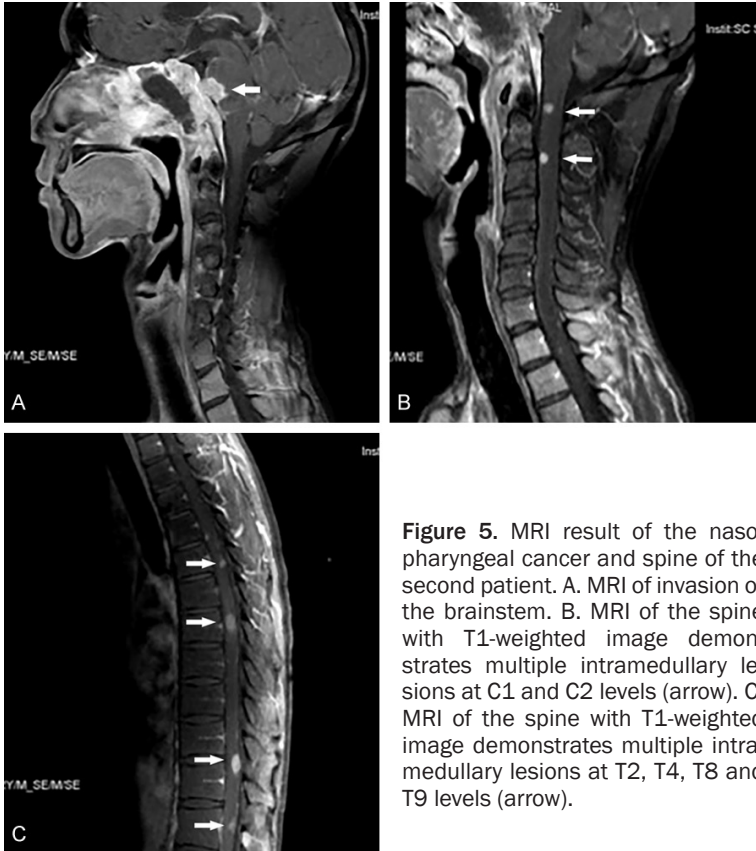 Inst
AL
Instit:SC S
Y/M_SE/M/SE
A
E/M/SE
B
Inst
Y/M_SE/M/SE
C
Figure 5. MRI result of the naso
pharyngeal cancer and spine of the
second patient. A. MRI of invasion o
the brainstem. B. MRI of the spine
with T1-weighted image demon
strates multiple intramedullary le
sions at C1 and C2 levels (arrow). C
MRI of the spine with T1-weighted
image demonstrates multiple intra
medullary lesions at T2, T4, T8 and
T9 levels (arrow).